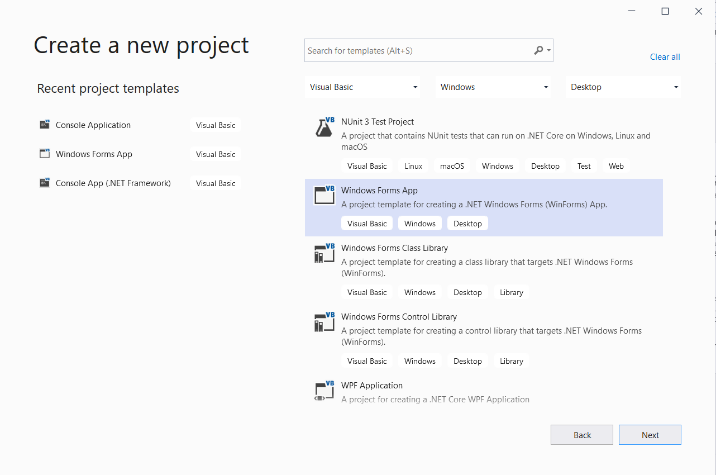 Create a new project
Search for templates (Alt+S)
Clear all
Recent project templates
Visual Basic
Windows
Desktop
Console Application
Visual Basic
Windows Forms App
Visual Basic
Console App (.NET Framework)
Visual Basic
VB
NUnit 3 Test Project
A project that contains NUnit tests that can run on .NET Core on Windows, Linux and
macOS
Visual Basic Linux macOS Windows Desktop Test Web
VB
Windows Forms App
A project template for creating a .NET Windows Forms (WinForms) App.
Visual Basic Windows Desktop
VB
Windows Forms Class Library
A project template for creating a class library that targets .NET Windows Forms
(WinForms).
Visual Basic Windows Desktop Library
VB
Windows Forms Control Library
A project template for creating a control library that targets .NET Windows Forms
(WinForms).
Visual Basic Windows Desktop Library
VB
WPF Application
A project for creating a .NET Core WPF Application
Back
Next